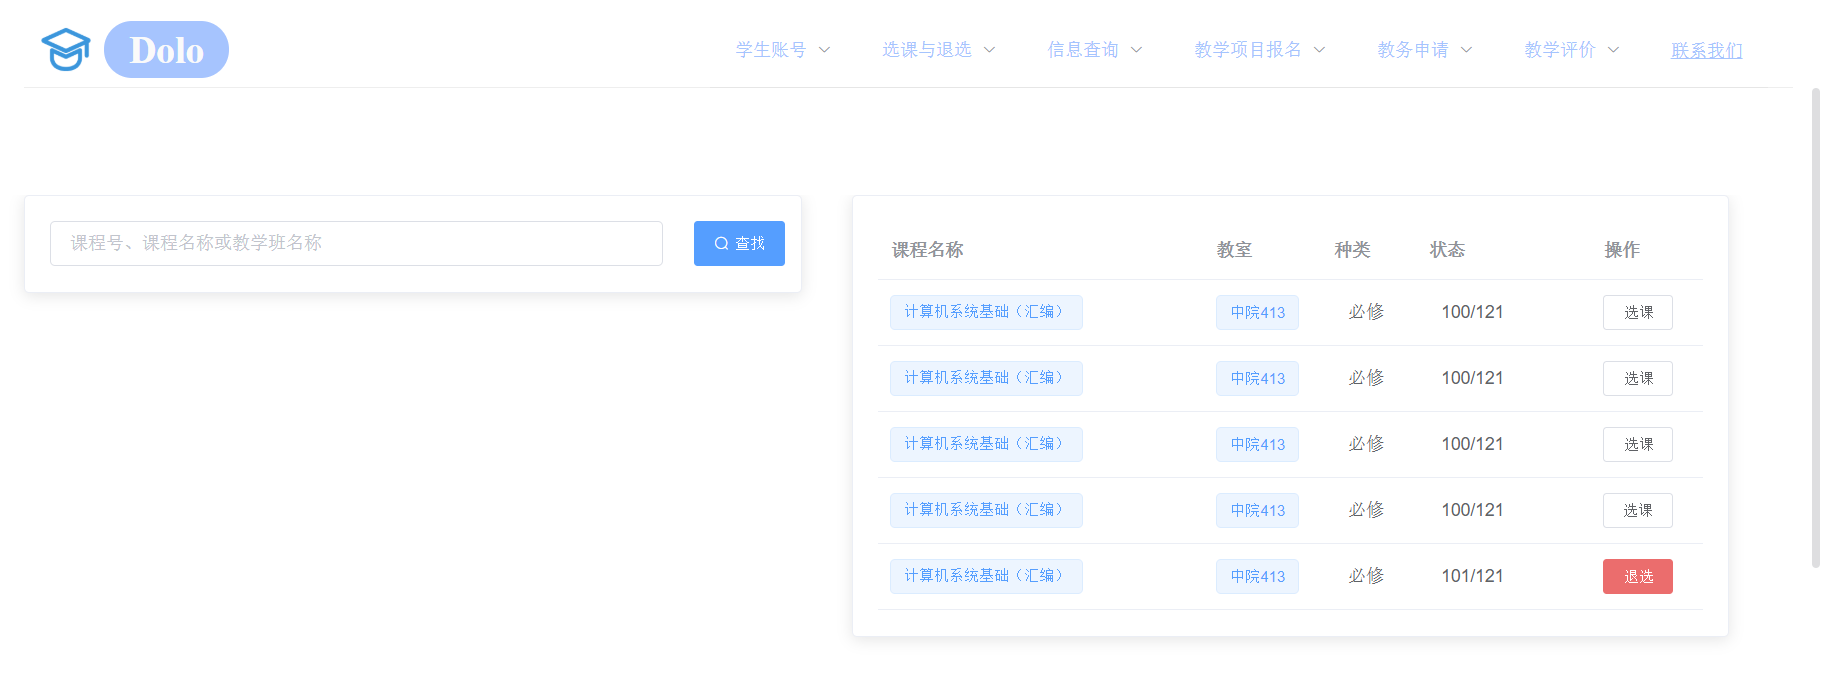 Dolo 学生账号 选课与退选 信息查询 教学项目报名 教务申请 教学评价 联系我们
课程号、课程名称或教学班名称 查找
课程名称 教室 种类 状态 操作
计算机系统基础（汇编） 中院413 必修 100/121 选课
计算机系统基础（汇编） 中院413 必修 100/121 选课
计算机系统基础（汇编） 中院413 必修 100/121 选课
计算机系统基础（汇编） 中院413 必修 100/121 选课
计算机系统基础（汇编） 中院413 必修 101/121 退选